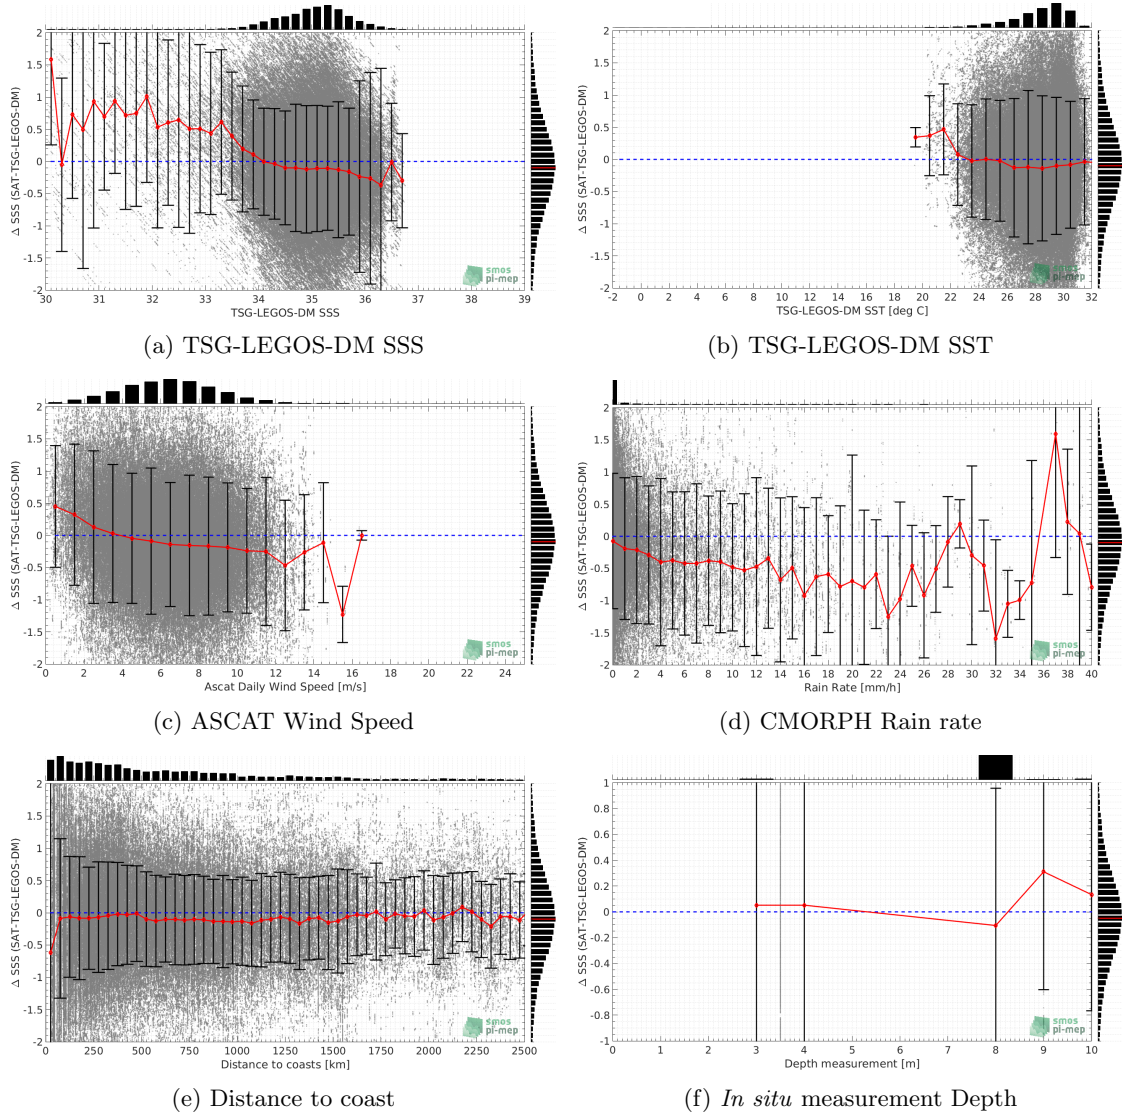 2
1.5
1
0.5
0
-0.5
-1
-1.5
-2
Δ SSS (SAT-TSG-LEGOS-DM)
30 31 32 33 34 35 36 37 38 39
TSG-LEGOS-DM SSS
smos
pi-mep
(a) TSG-LEGOS-DM SSS
2
1.5
1
0.5
0
-0.5
-1
-1.5
-2
Δ SSS (SAT-TSG-LEGOS-DM)
-2 0 2 4 6 8 10 12 14 16 18 20 22 24 26 28 30 32
TSG-LEGOS-DM SST [deg C]
smos
pi-mep
(b) TSG-LEGOS-DM SST
2
1.5
1
0.5
0
-0.5
-1
-1.5
-2
Δ SSS (SAT-TSG-LEGOS-DM)
0 2 4 6 8 10 12 14 16 18 20 22 24
Ascat Daily Wind Speed [m/s]
smos
pi-mep
(c) ASCAT Wind Speed
2
1.5
1
0.5
0
-0.5
-1
-1.5
-2
Δ SSS (SAT-TSG-LEGOS-DM)
0 2 4 6 8 10 12 14 16 18 20 22 24 26 28 30 32 34 36 38 40
Rain Rate [mm/h]
smos
pi-mep
(d) CMORPH Rain rate
2
1.5
1
0.5
0
-0.5
-1
-1.5
-2
Δ SSS (SAT-TSG-LEGOS-DM)
0 250 500 750 1000 1250 1500 1750 2000 2250 2500
Distance to coasts [km]
smos
pi-mep
(e) Distance to coast
1
0.8
0.6
0.4
0.2
0
-0.2
-0.4
-0.6
-0.8
-1
Δ SSS (SAT-TSG-LEGOS-DM)
0 1 2 3 4 5 6 7 8 9 10
Depth measurement [m]
smos
pi-mep
(f) In situ measurement Depth